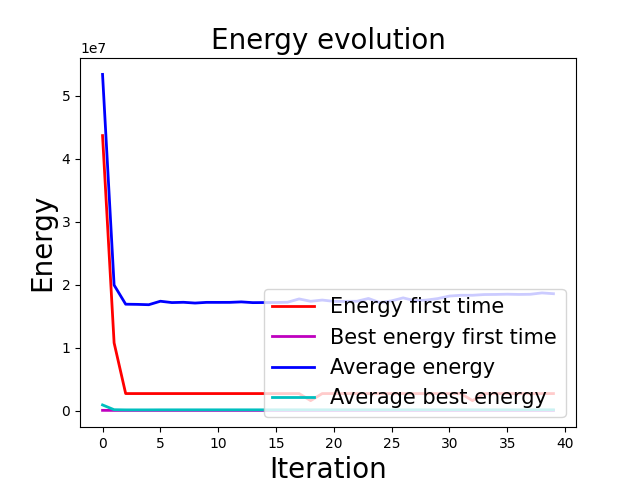 Energy evolution
1e7
5
4
3
2
1
0
Energy
Energy first time
Best energy first time
Average energy
Average best energy
0 5 10 15 20 25 30 35 40
Iteration